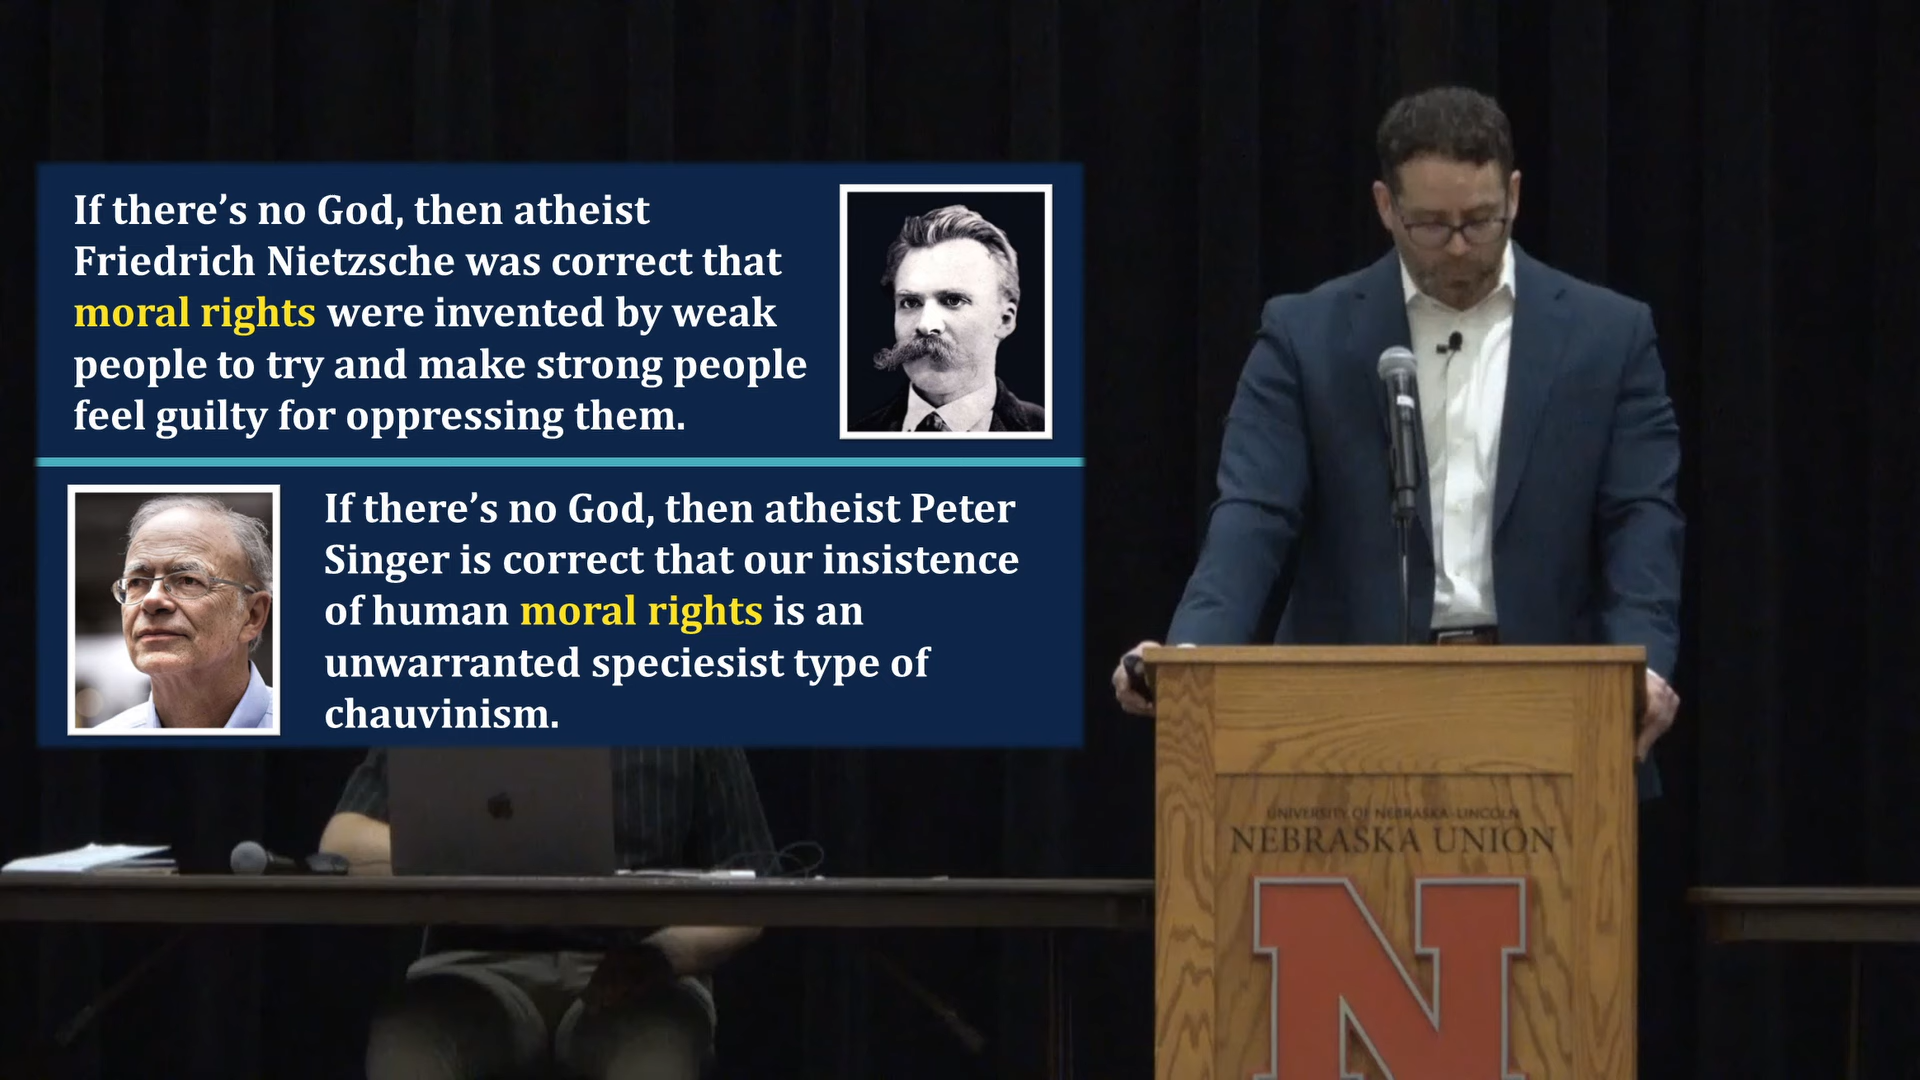 If there’s no God, then atheist
Friedrich Nietzsche was correct that
moral rights were invented by weak
people to try and make strong people
feel guilty for oppressing them.
If there’s no God, then atheist Peter
Singer is correct that our insistence
of human moral rights is an
unwarranted speciesist type of
chauvinism.
UNIVERSITY OF NEBRASKA–LINCOLN
NEBRASKA UNION
N